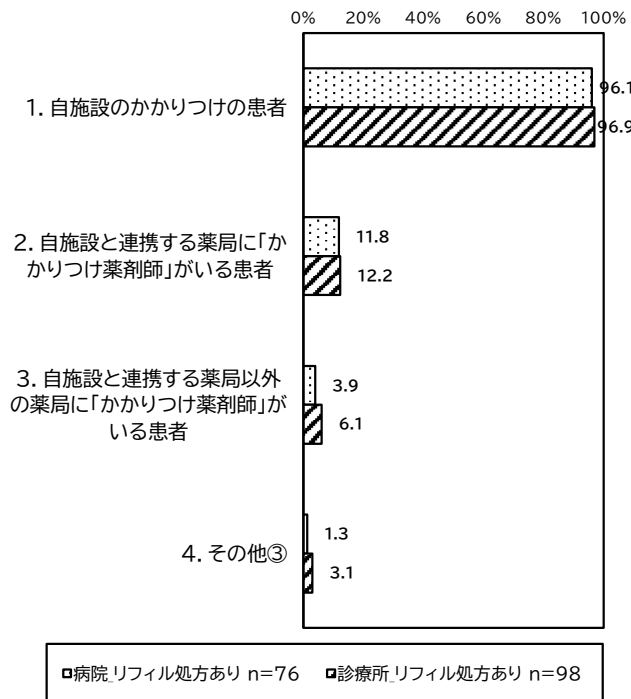 0% 20% 40% 60% 80% 100%
1. 自施設のかかりつけの患者
96.1
96.9
2. 自施設と連携する薬局に「か
かりつけ薬剤師」がいる患者
11.8
12.2
3. 自施設と連携する薬局以外
の薬局に「かかりつけ薬剤師」が
いる患者
3.9
6.1
4. その他③
1.3
3.1
病院_リフィル処方あり n=76 診療所_リフィル処方あり n=98